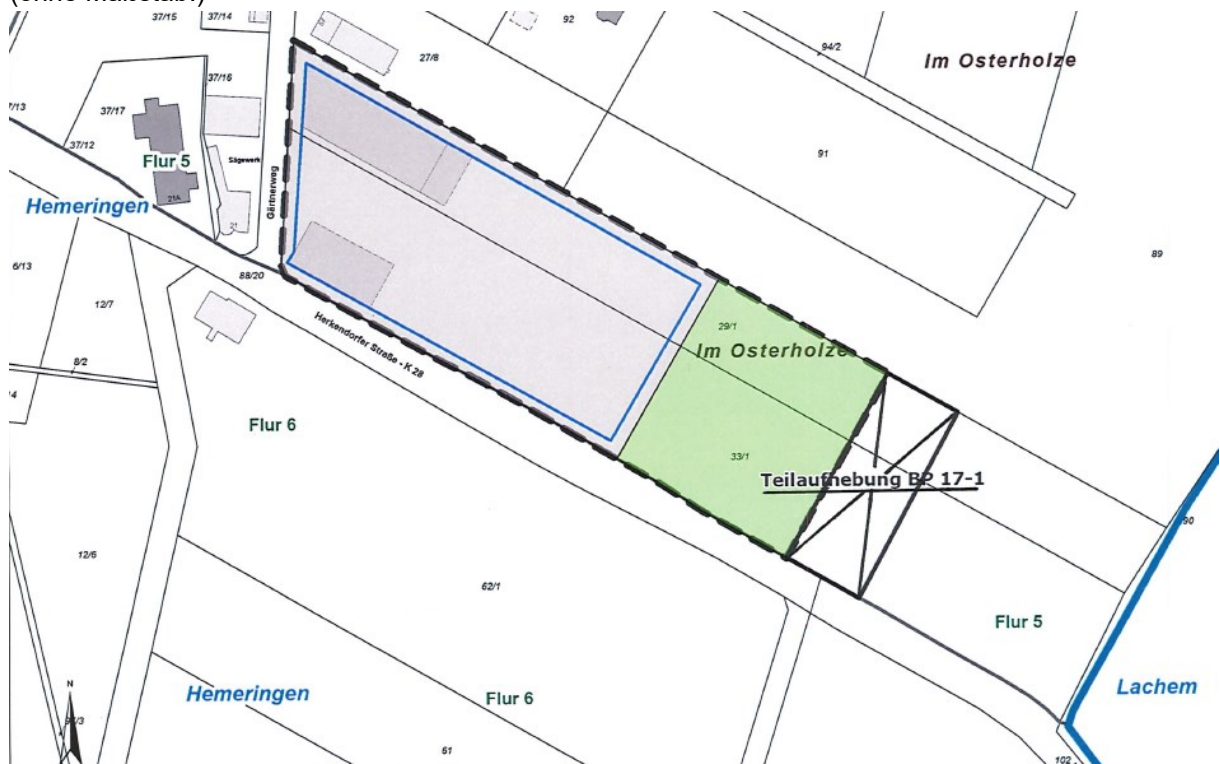 37/15
37/14
92
94/2
Im Osterholze
27/8
37/16
37/17
7/13
37/12
91
Flur 5
Sägewerk
21A
21
Gärtnerweg
Hemeringen
89
6/13
88/20
12/7
Herkendorfer Straße - K 28
29/1
Im Osterholze
8/2
Flur 6
33/1
Teilaufhebung BP 17-1
90
12/6
62/1
Flur 5
Hemeringen
Flur 6
Lachem
N
61
102